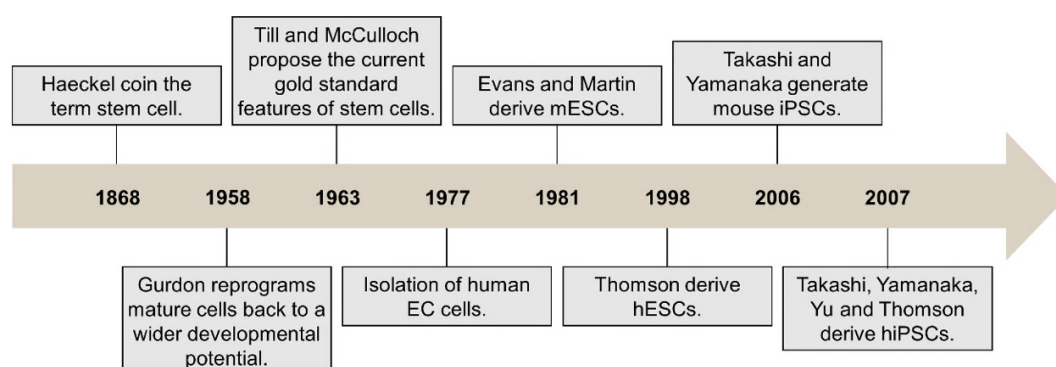 Haeckel coin the
term stem cell.
Till and McCulloch
propose the current
gold standard
features of stem cells.
Evans and Martin
derive mESCs.
Takashi and
Yamanaka generate
mouse iPSCs.
1868 1958 1963 1977 1981 1998 2006 2007
Gurdon reprograms
mature cells back to a
wider developmental
potential.
Isolation of human
EC cells.
Thomson derive
hESCs.
Takashi, Yamanaka,
Yu and Thomson
derive hiPSCs.